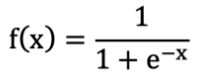 f(x) = 1 / (1 + e⁻ˣ)